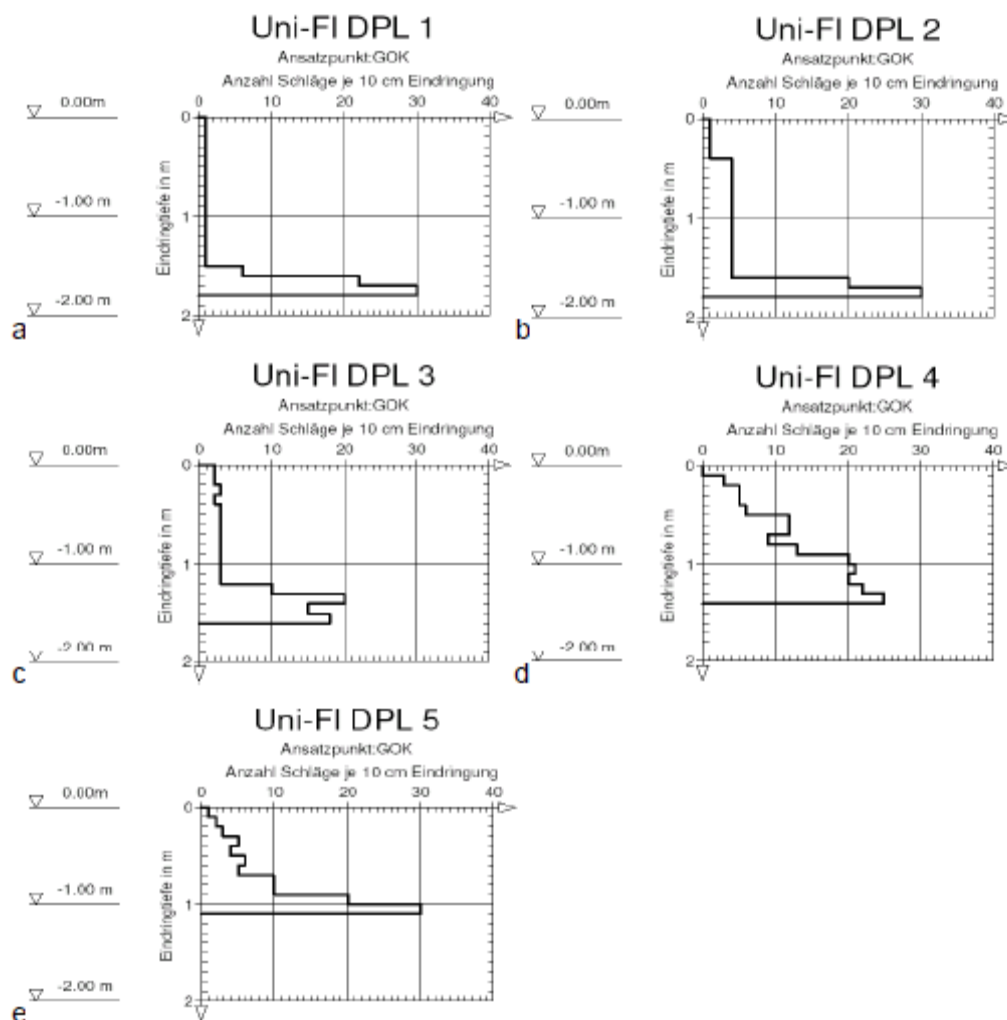 Uni-FI DPL 1
Ansatzpunkt:GOK
Anzahl Schläge je 10 cm Eindringung
0 10 20 30 40
0.00m
-1.00 m
-2.00 m
Eindringtiefe in m
0
1
2
a
Uni-FI DPL 2
Ansatzpunkt:GOK
Anzahl Schläge je 10 cm Eindringung
0 10 20 30 40
0.00m
-1.00 m
-2.00 m
Eindringtiefe in m
0
1
2
b
Uni-FI DPL 3
Ansatzpunkt:GOK
Anzahl Schläge je 10 cm Eindringung
0 10 20 30 40
0.00m
-1.00 m
-2.00 m
Eindringtiefe in m
0
1
2
c
Uni-FI DPL 4
Ansatzpunkt:GOK
Anzahl Schläge je 10 cm Eindringung
0 10 20 30 40
0.00m
-1.00 m
-2.00 m
Eindringtiefe in m
0
1
2
d
Uni-FI DPL 5
Ansatzpunkt:GOK
Anzahl Schläge je 10 cm Eindringung
0 10 20 30 40
0.00m
-1.00 m
-2.00 m
Eindringtiefe in m
0
1
2
e